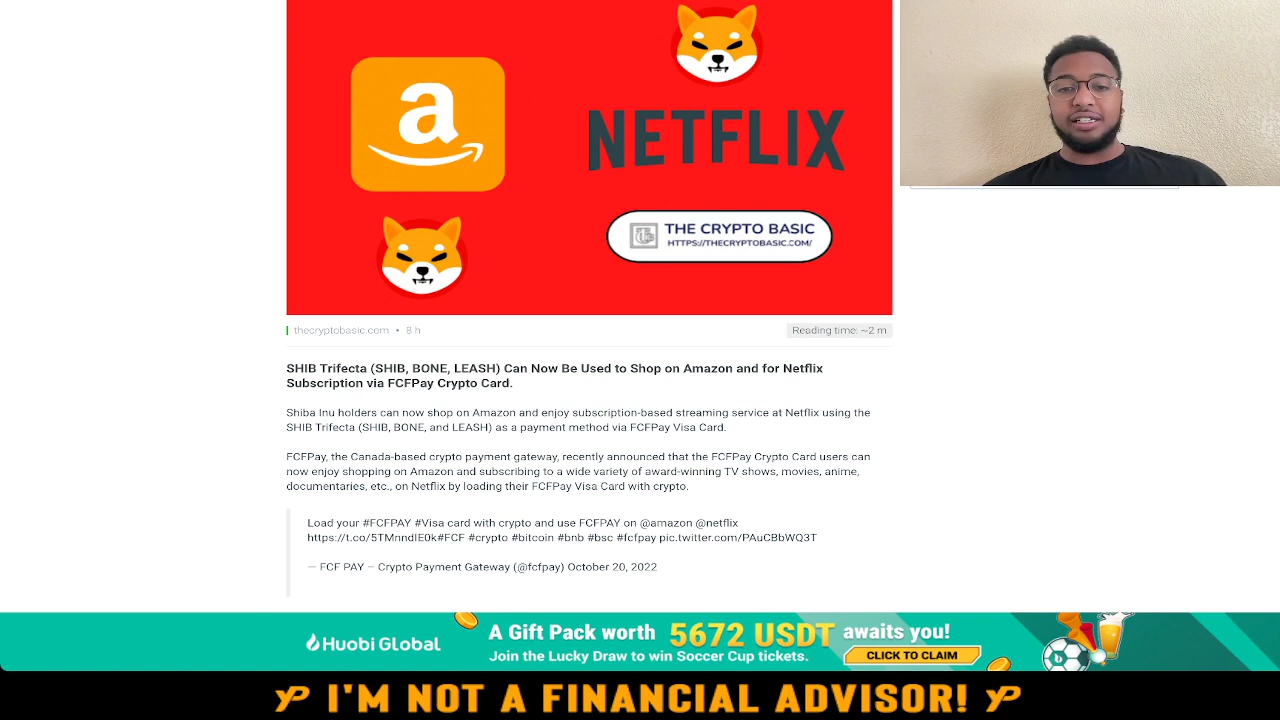 a
NETFLIX
THE CRYPTO BASIC
HTTPS://THECRYPTOBASIC.COM/
thecryptobasic.com • 8 h
Reading time: ~2 m
SHIB Trifecta (SHIB, BONE, LEASH) Can Now Be Used to Shop on Amazon and for Netflix
Subscription via FCFPay Crypto Card.
Shiba Inu holders can now shop on Amazon and enjoy subscription-based streaming service at Netflix using the
SHIB Trifecta (SHIB, BONE, and LEASH) as a payment method via FCFPay Visa Card.
FCFPay, the Canada-based crypto payment gateway, recently announced that the FCFPay Crypto Card users can
now enjoy shopping on Amazon and subscribing to a wide variety of award-winning TV shows, movies, anime,
documentaries, etc., on Netflix by loading their FCFPay Visa Card with crypto.
Load your #FCFPAY #Visa card with crypto and use FCFPAY on @amazon @netflix
https://t.co/5TMnndIE0k#FCF #crypto #bitcoin #bnb #bsc #fcfpay pic.twitter.com/PAuCBbWQ3T
— FCF PAY – Crypto Payment Gateway (@fcfpay) October 20, 2022
Huobi Global
A Gift Pack worth 5672 USDT awaits you!
Join the Lucky Draw to win Soccer Cup tickets.
CLICK TO CLAIM
YP I'M NOT A FINANCIAL ADVISOR! YP